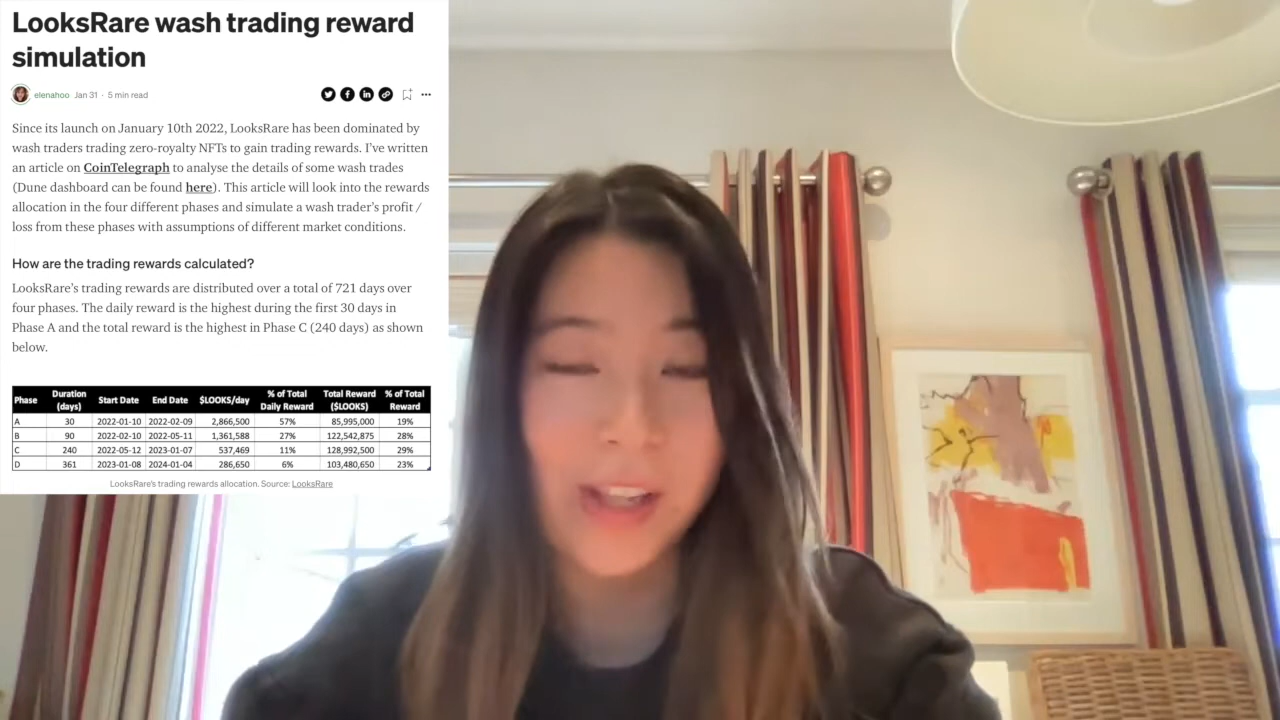 LooksRare wash trading reward
simulation
elenahoo Jan 31 · 5 min read
Since its launch on January 10th 2022, LooksRare has been dominated by
wash traders trading zero-royalty NFTs to gain trading rewards. I've written
an article on CoinTelegraph to analyse the details of some wash trades
(Dune dashboard can be found here). This article will look into the rewards
allocation in the four different phases and simulate a wash trader's profit /
loss from these phases with assumptions of different market conditions.
How are the trading rewards calculated?
LooksRare's trading rewards are distributed over a total of 721 days over
four phases. The daily reward is the highest during the first 30 days in
Phase A and the total reward is the highest in Phase C (240 days) as shown
below.
Phase Duration (days) Start Date End Date $LOOKS/day % of Total Daily Reward Total Reward ($LOOKS) % of Total Reward
A 30 2022-01-10 2022-02-09 2,866,500 57% 85,995,000 19%
B 90 2022-02-10 2022-05-11 1,361,588 27% 122,542,875 28%
C 240 2022-05-12 2023-01-07 537,469 11% 128,992,500 29%
D 361 2023-01-08 2024-01-04 286,650 6% 103,480,650 23%
LooksRare's trading rewards allocation. Source: LooksRare